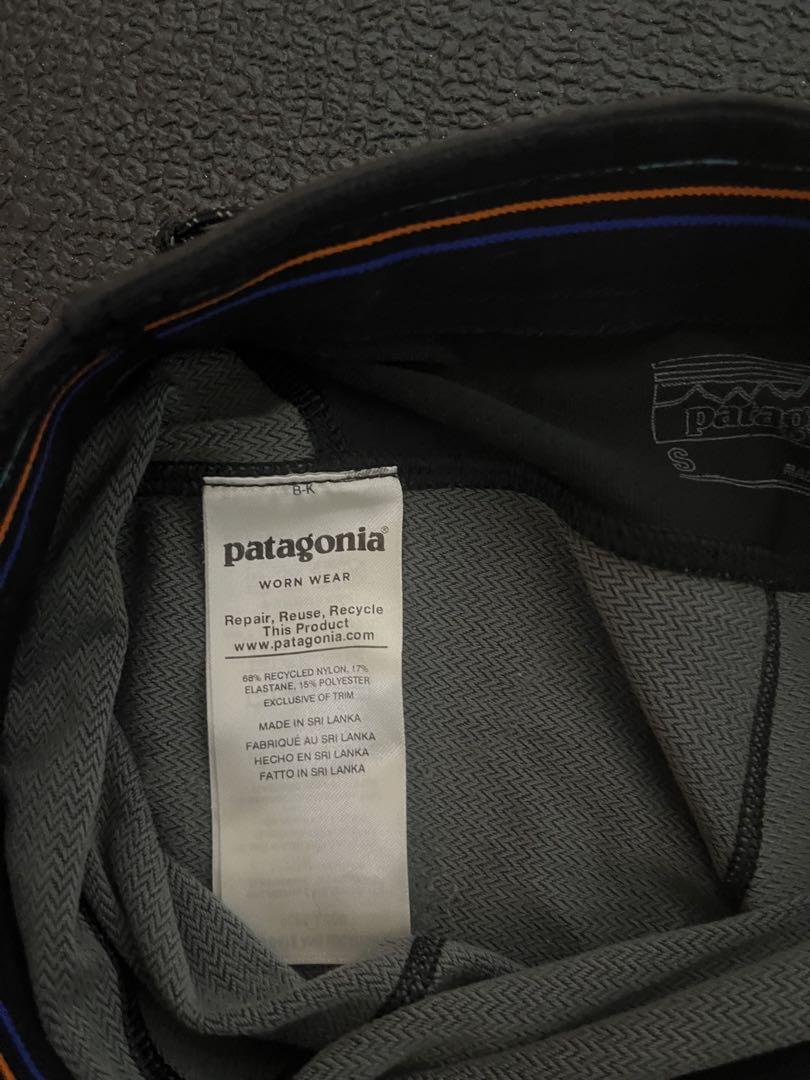 B-K
patagonia®
WORN WEAR
Repair, Reuse, Recycle
This Product
www.patagonia.com
68% RECYCLED NYLON, 17%
ELASTANE, 15% POLYESTER
EXCLUSIVE OF TRIM
MADE IN SRI LANKA
FABRIQUÉ AU SRI LANKA
HECHO EN SRI LANKA
FATTO IN SRI LANKA
patag
S